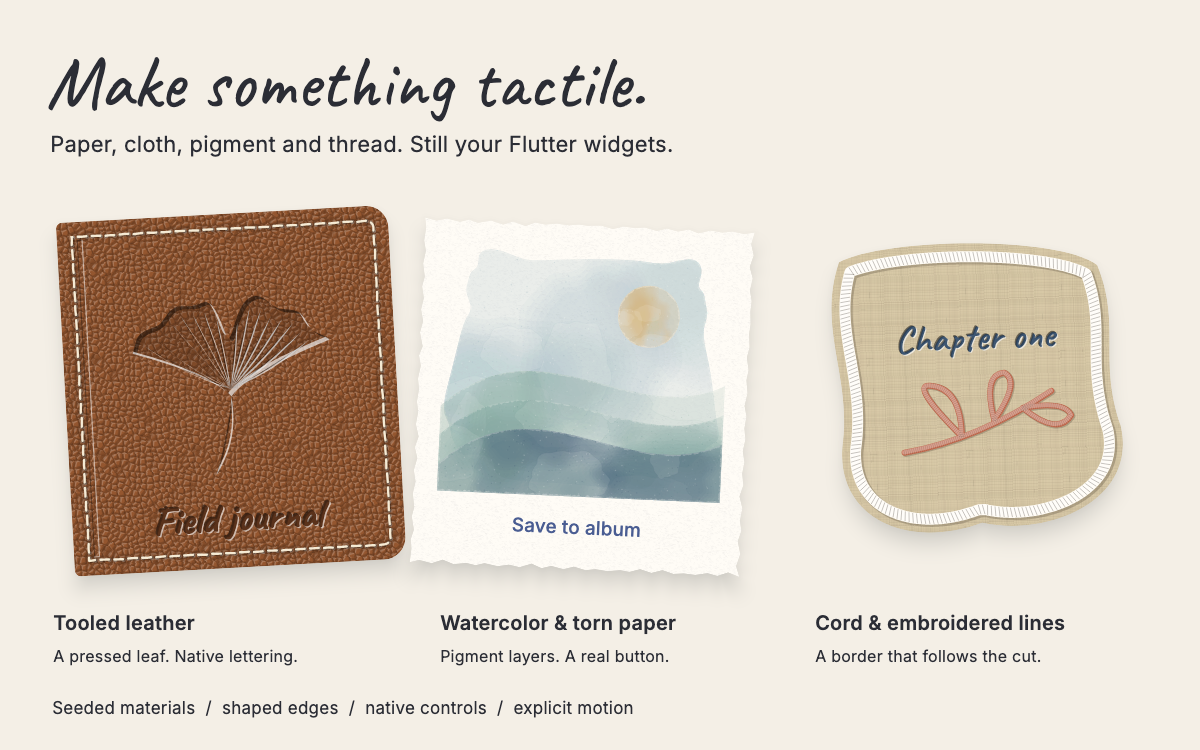 Make something tactile.
Paper, cloth, pigment and thread. Still your Flutter widgets.
Field journal
Save to album
Chapter one
Tooled leather
A pressed leaf. Native lettering.
Watercolor & torn paper
Pigment layers. A real button.
Cord & embroidered lines
A border that follows the cut.
Seeded materials / shaped edges / native controls / explicit motion